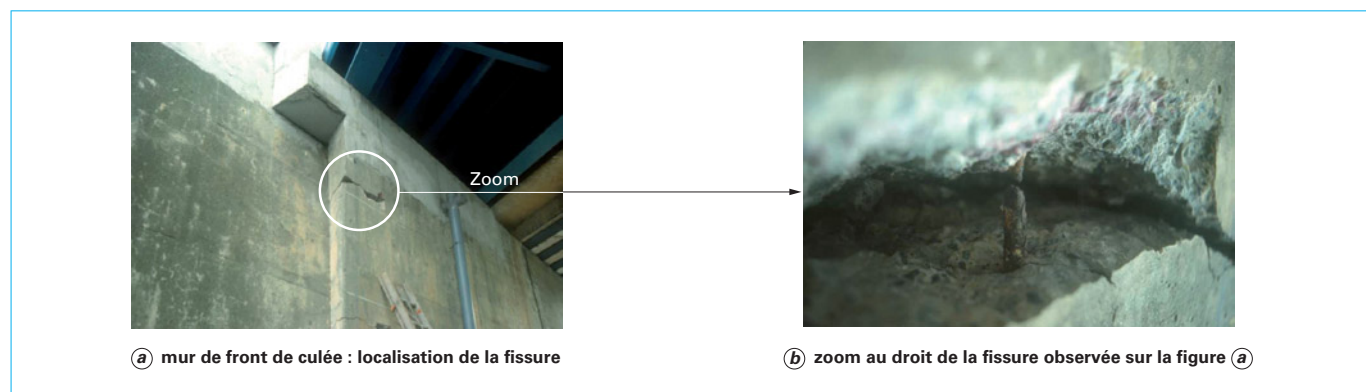 Zoom
a mur de front de culée : localisation de la fissure
b zoom au droit de la fissure observée sur la figure a